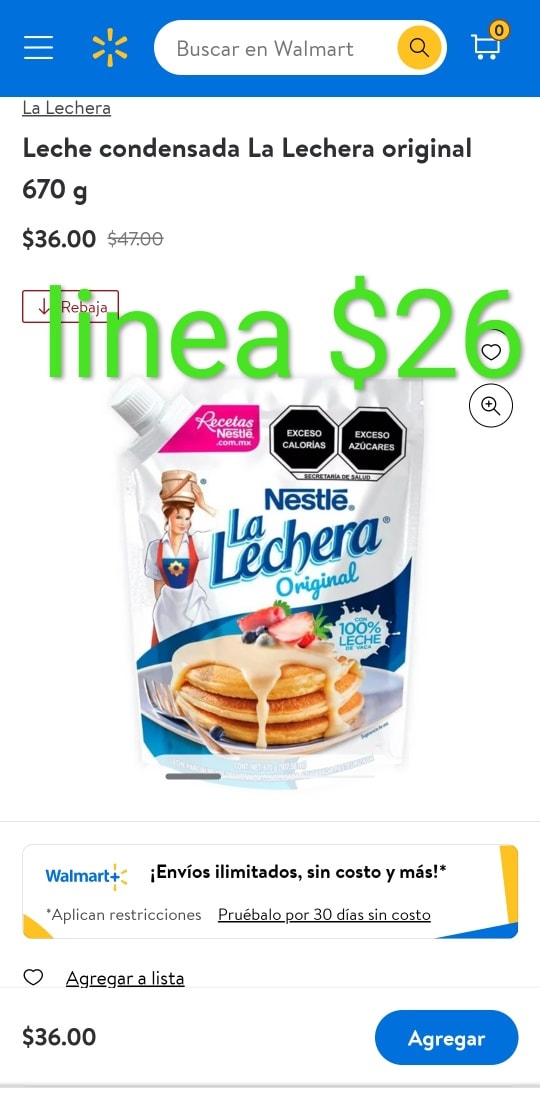 Buscar en Walmart
0
La Lechera
Leche condensada La Lechera original
670 g
$36.00 $47.00
Rebaja
linea $26
Recetas
Nestlé
.com.mx
EXCESO
CALORÍAS
EXCESO
AZÚCARES
SECRETARÍA DE SALUD
Nestlé®
La
Lechera®
Original
CON
100%
LECHE
DE VACA
Walmart+
¡Envíos ilimitados, sin costo y más!*
*Aplican restricciones Pruébalo por 30 días sin costo
Agregar a lista
$36.00
Agregar